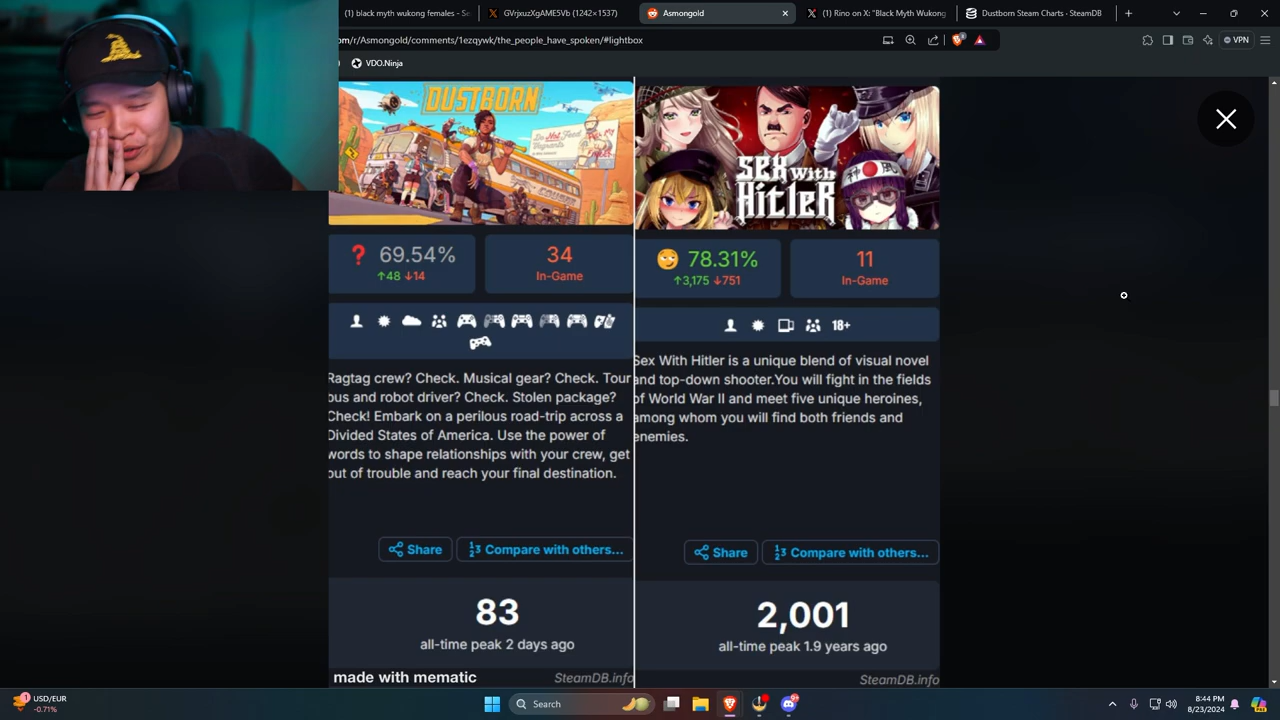 (1) black myth wukong females - Se
GVrjxuzXgAME5Vb (1242×1537)
Asmongold
(1) Rino on X: "Black Myth Wukong
Dustborn Steam Charts · SteamDB
om/r/Asmongold/comments/1ezqywk/the_people_have_spoken/#lightbox
VPN
VDO.Ninja
DUSTBORN
SEX WITH
HITLER
69.54%
↑48 ↓14
34
In-Game
78.31%
↑3,175 ↓751
11
In-Game
18+
Ragtag crew? Check. Musical gear? Check. Tour
bus and robot driver? Check. Stolen package?
Check! Embark on a perilous road-trip across a
Divided States of America. Use the power of
words to shape relationships with your crew, get
out of trouble and reach your final destination.
Sex With Hitler is a unique blend of visual novel
and top-down shooter.You will fight in the fields
of World War II and meet five unique heroines,
among whom you will find both friends and
enemies.
Share
Compare with others...
Share
Compare with others...
83
all-time peak 2 days ago
2,001
all-time peak 1.9 years ago
made with mematic
SteamDB.info
SteamDB.info
USD/EUR
-0.71%
Search
8:44 PM
8/23/2024